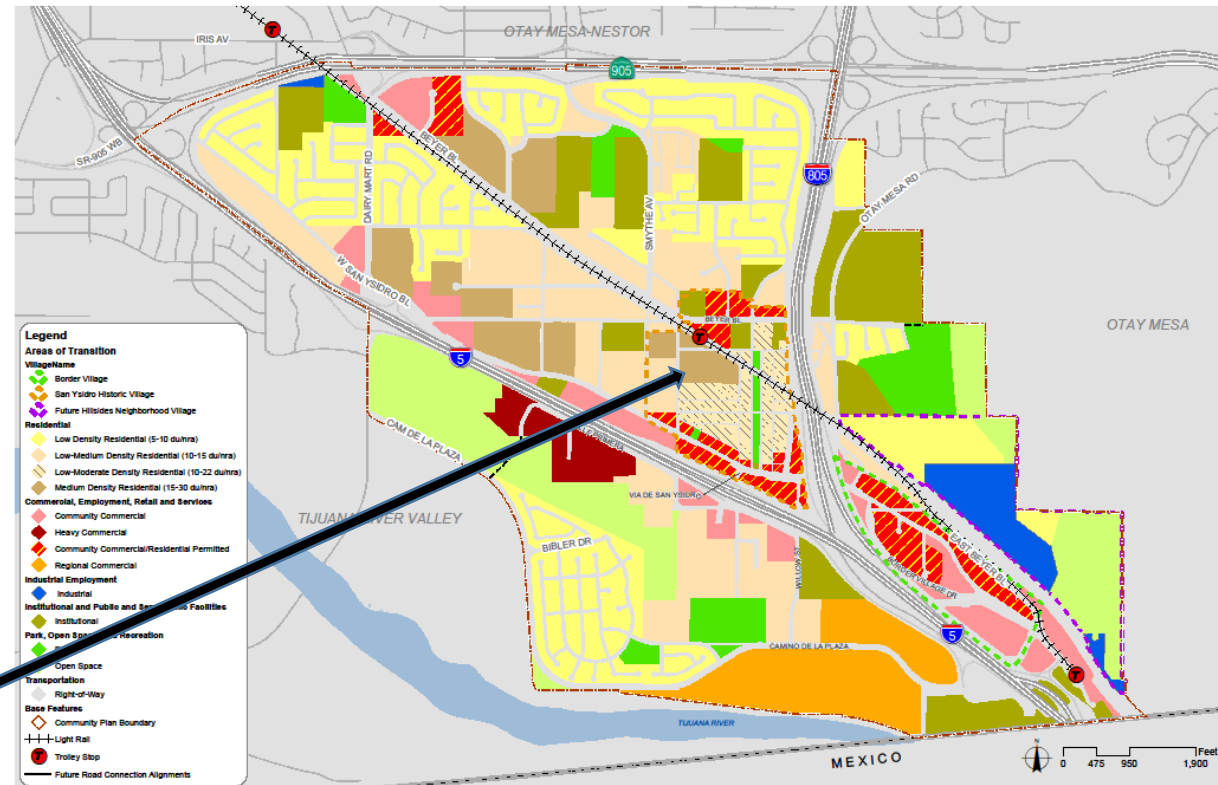 OTAY MESA-NESTOR
IRIS AV
905
SR-905 WB
BEYER BL
DAIRY MART RD
805
OTAY MESA RD
SMYTHE AV
W SAN YSIDRO BL
OTAY MESA
BEYER BL
T
5
CAM DE LA PLAZA
VIA DE SAN YSIDRO
TIJUANA RIVER VALLEY
BIBLER DR
EAST BEYER BL
BORDER VILLAGE DR
WILLOW ST
5
CAMINO DE LA PLAZA
T
TIJUANA RIVER
MEXICO
N
0 475 950 1,900
Feet
Legend
Areas of Transition
VillageName
Border Village
San Ysidro Historic Village
Future Hillsides Neighborhood Village
Residential
Low Density Residential (5-10 du/nra)
Low-Medium Density Residential (10-15 du/nra)
Low-Moderate Density Residential (10-22 du/nra)
Medium Density Residential (15-30 du/nra)
Commercial, Employment, Retail and Services
Community Commercial
Heavy Commercial
Community Commercial/Residential Permitted
Regional Commercial
Industrial Employment
Industrial
Institutional and Public and Facilities
Institutional
Park, Open Recreation
Open Space
Transportation
Right-of-Way
Base Features
Community Plan Boundary
Light Rail
T Trolley Stop
Future Road Connection Alignments